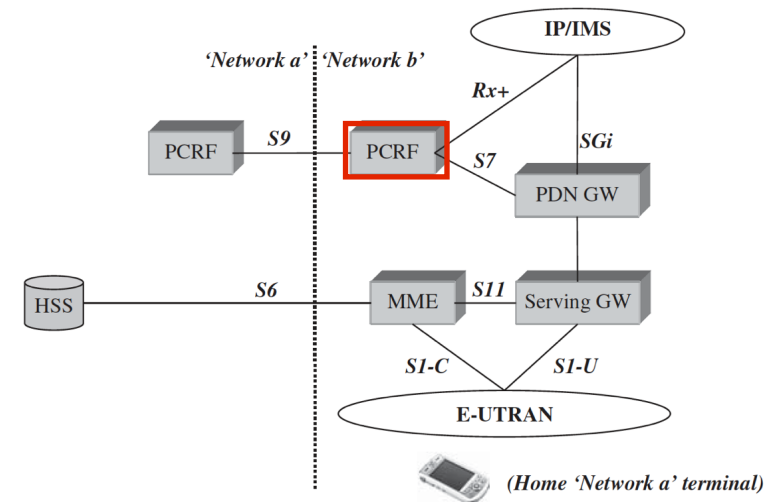 IP/IMS
'Network a' 'Network b'
Rx+
S9
PCRF
PCRF
S7
SGi
PDN GW
S6
S11
HSS
MME
Serving GW
S1-C
S1-U
E-UTRAN
(Home 'Network a' terminal)